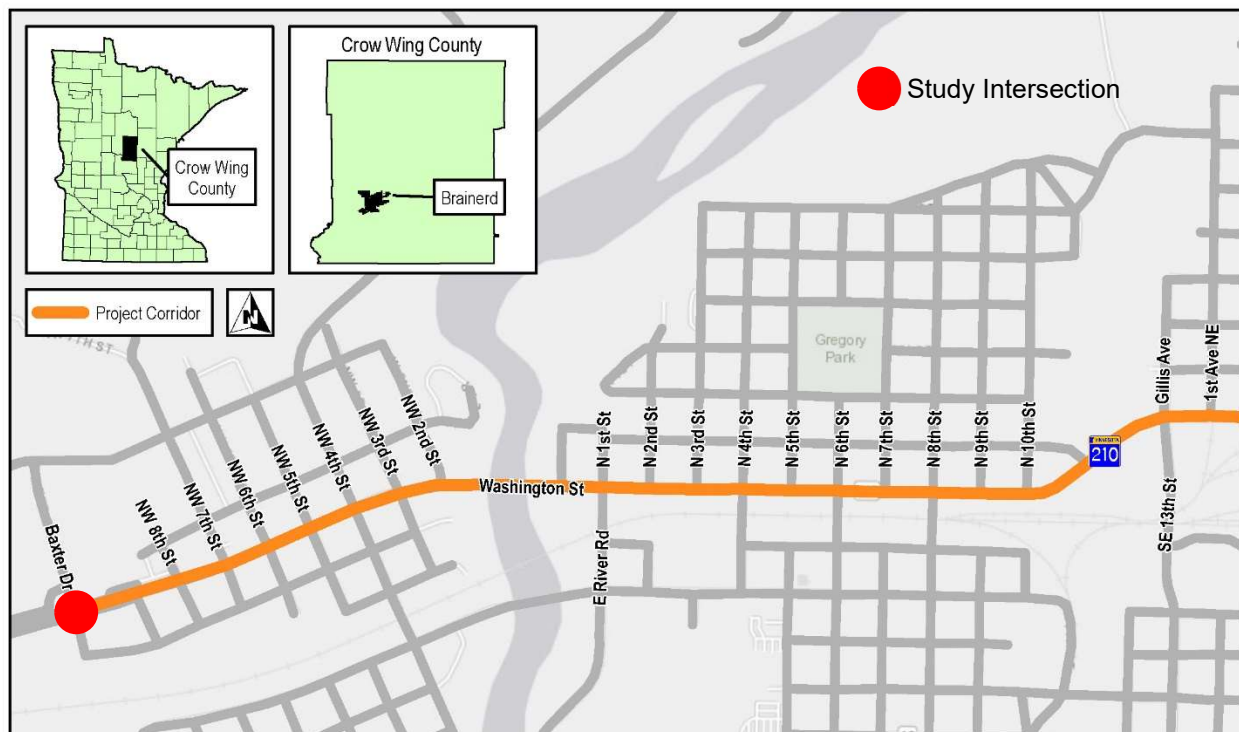 Crow Wing County
Study Intersection
Crow Wing
County
Brainerd
Project Corridor
N
Gregory
Park
NW 2nd St
NW 3rd St
NW 4th St
NW 5th St
NW 6th St
NW 7th St
NW 8th St
Baxter Dr
Washington St
N 1st St
N 2nd St
N 3rd St
N 4th St
N 5th St
N 6th St
N 7th St
N 8th St
N 9th St
N 10th St
Gillis Ave
1st Ave NE
210
E River Rd
SE 13th St